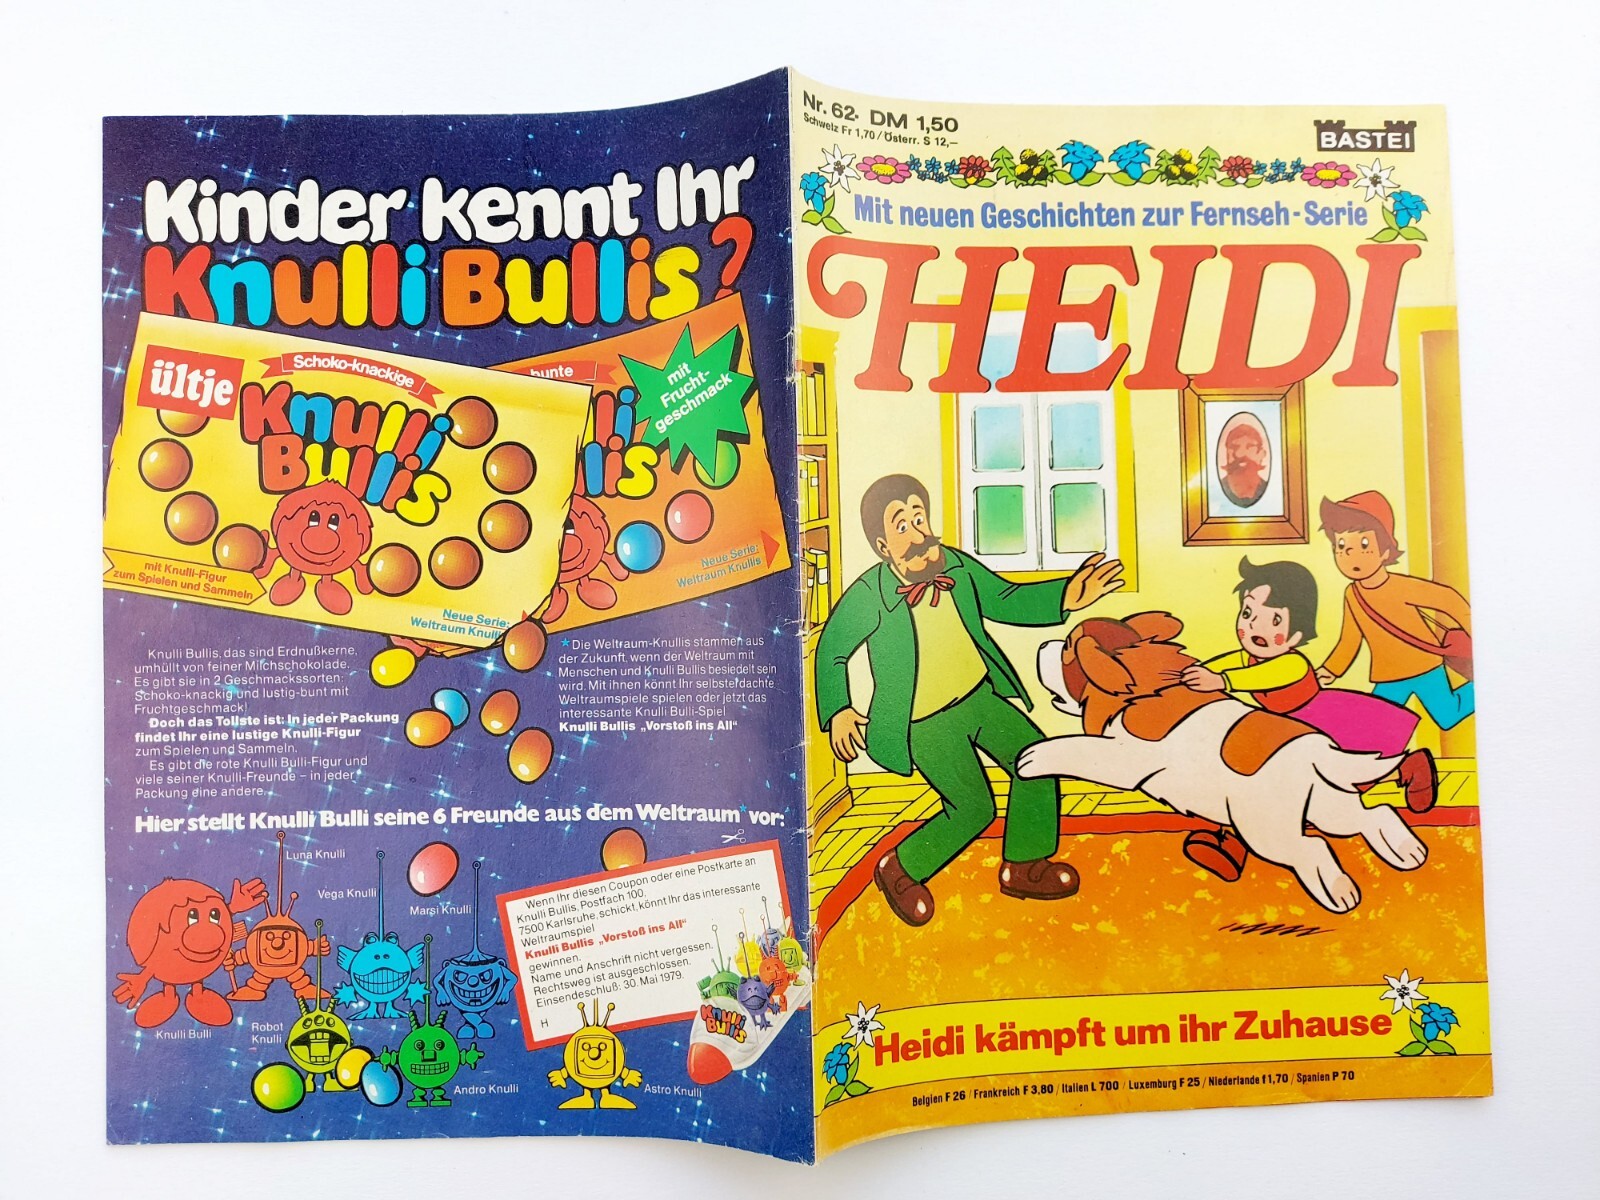 Kinder kennt Ihr
Knulli Bullis?
ültje
Schoko-knackige
Knulli
Bullis
mit Knulli-Figur
zum Spielen und Sammeln
Neue Serie:
Weltraum Knullis
bunte
mit
Frucht-
geschmack
Neue Serie:
Weltraum Knullis
Knulli Bullis, das sind Erdnußkerne,
umhüllt von feiner Milchschokolade.
Es gibt sie in 2 Geschmackssorten:
Schoko-knackig und lustig-bunt mit
Fruchtgeschmack!
Doch das Tollste ist: In jeder Packung
findet Ihr eine lustige Knulli-Figur
zum Spielen und Sammeln.
Es gibt die rote Knulli Bulli-Figur und
viele seiner Knulli-Freunde – in jeder
Packung eine andere.
*Die Weltraum-Knullis stammen aus
der Zukunft, wenn der Weltraum mit
Menschen und Knulli Bullis besiedelt sein
wird. Mit ihnen könnt Ihr selbsterdachte
Weltraumspiele spielen oder jetzt das
interessante Knulli Bulli-Spiel
Knulli Bullis „Vorstoß ins All“
Hier stellt Knulli Bulli seine 6 Freunde aus dem Weltraum* vor:
Luna Knulli
Vega Knulli
Marsi Knulli
Knulli Bulli
Robot
Knulli
Andro Knulli
Astro Knulli
Wenn Ihr diesen Coupon oder eine Postkarte an
Knulli Bullis, Postfach 100,
7500 Karlsruhe, schickt, könnt Ihr das interessante
Weltraumspiel
Knulli Bullis „Vorstoß ins All“
gewinnen.
Name und Anschrift nicht vergessen.
Rechtsweg ist ausgeschlossen.
Einsendeschluß: 30. Mai 1979.
H
Knulli
Bullis
Nr. 62 · DM 1,50
Schweiz Fr 1,70 / Österr. S 12,–
BASTEI
Mit neuen Geschichten zur Fernseh-Serie
HEIDI
Heidi kämpft um ihr Zuhause
Belgien F 26 / Frankreich F 3,80 / Italien L 700 / Luxemburg F 25 / Niederlande f 1,70 / Spanien P 70